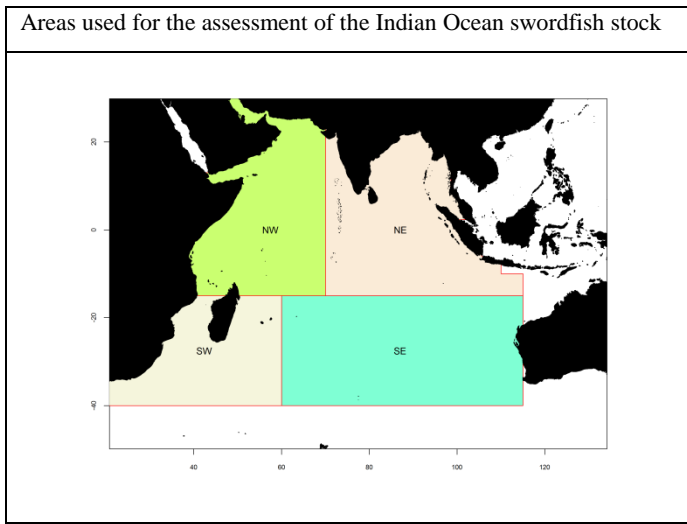 Areas used for the assessment of the Indian Ocean swordfish stock
20
NW
NE
0
-20
SW
SE
-40
40
60
80
100
120